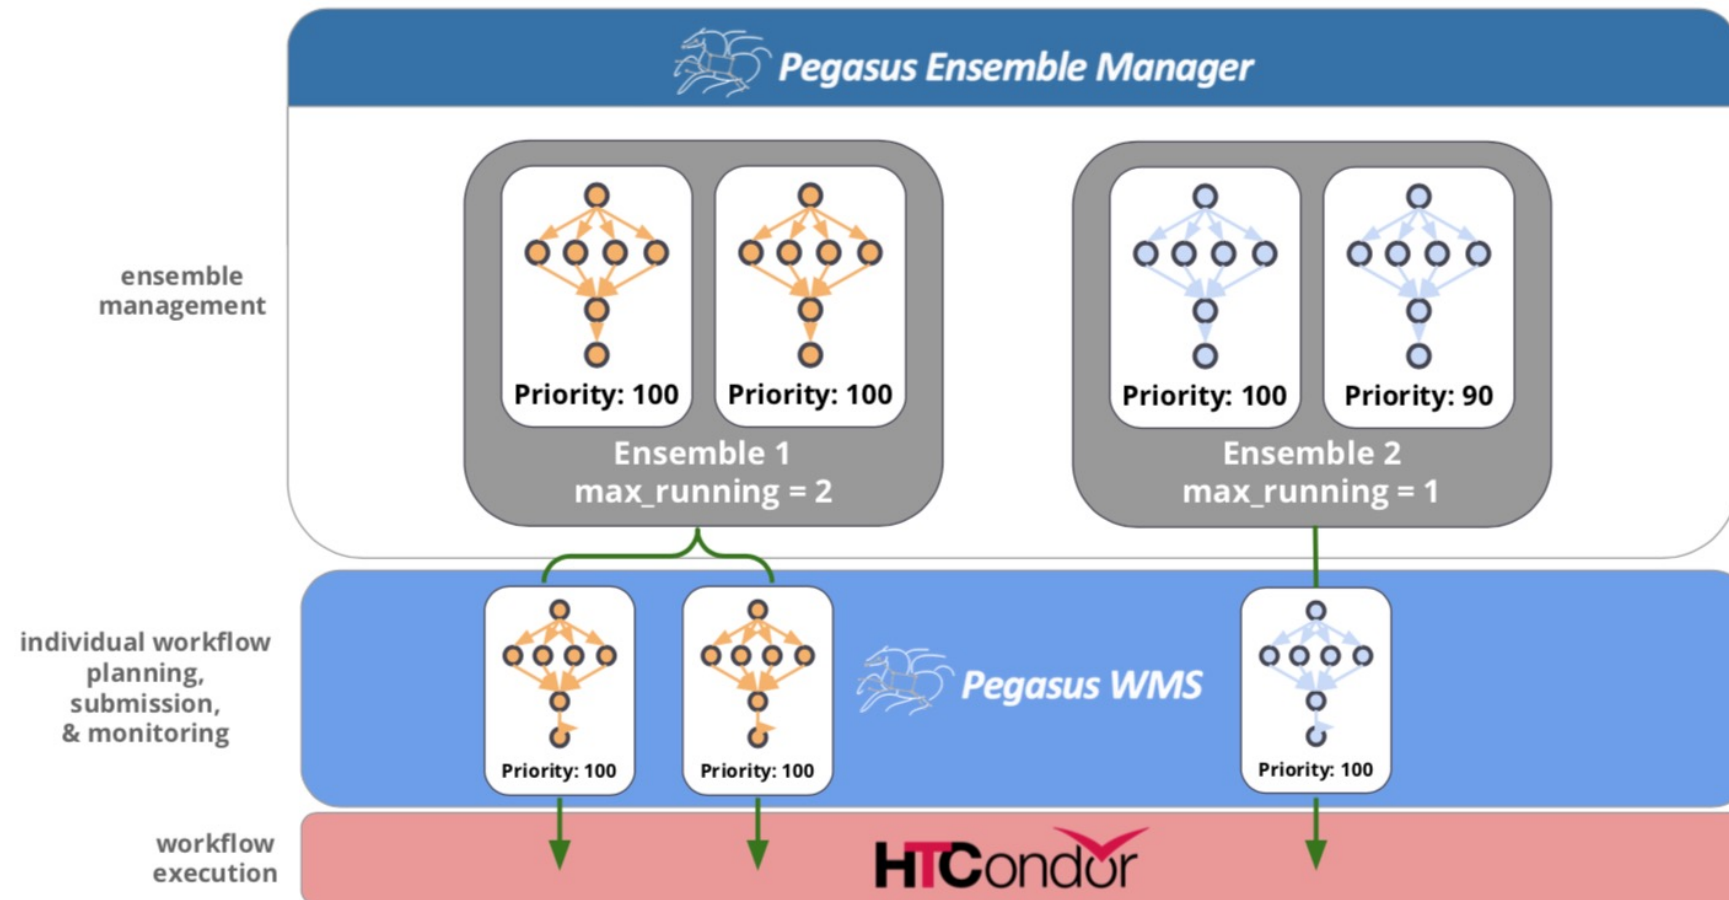 Pegasus Ensemble Manager
ensemble
management
Priority: 100
Priority: 100
Ensemble 1
max_running = 2
Priority: 100
Priority: 90
Ensemble 2
max_running = 1
individual workflow
planning,
submission,
& monitoring
Priority: 100
Priority: 100
Pegasus WMS
Priority: 100
workflow
execution
HTCondor